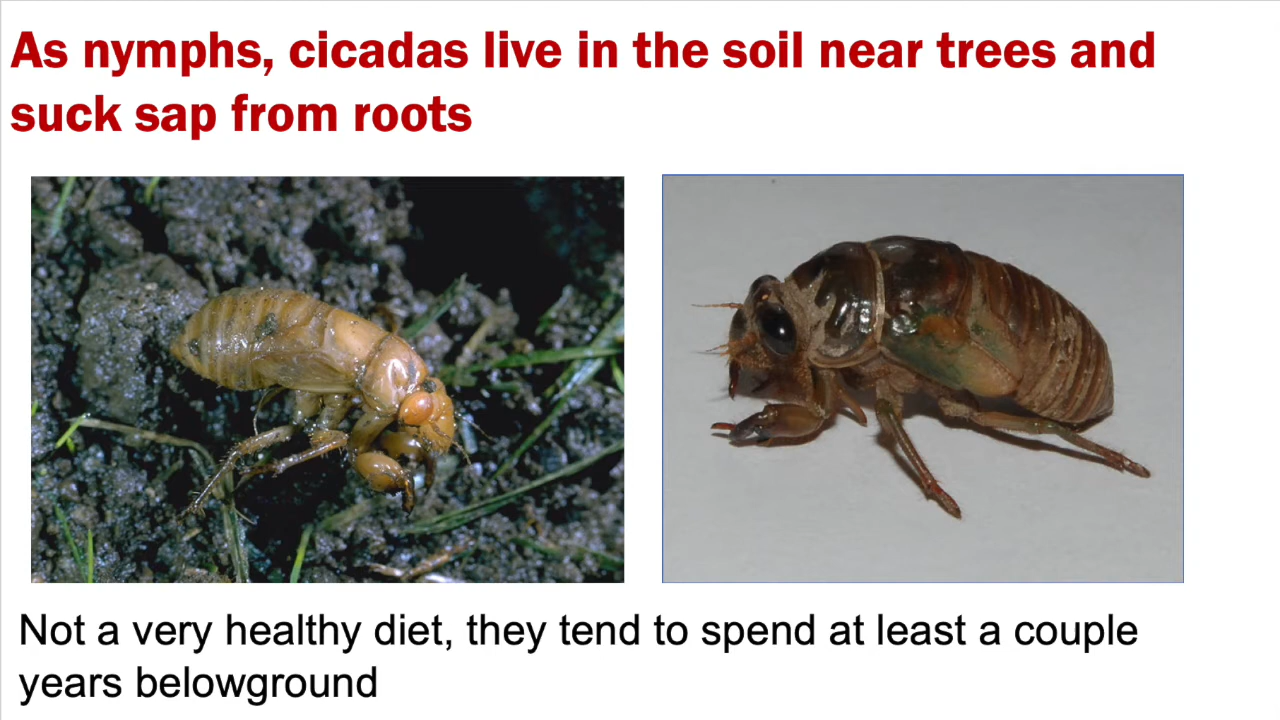 As nymphs, cicadas live in the soil near trees and
suck sap from roots
Not a very healthy diet, they tend to spend at least a couple
years belowground